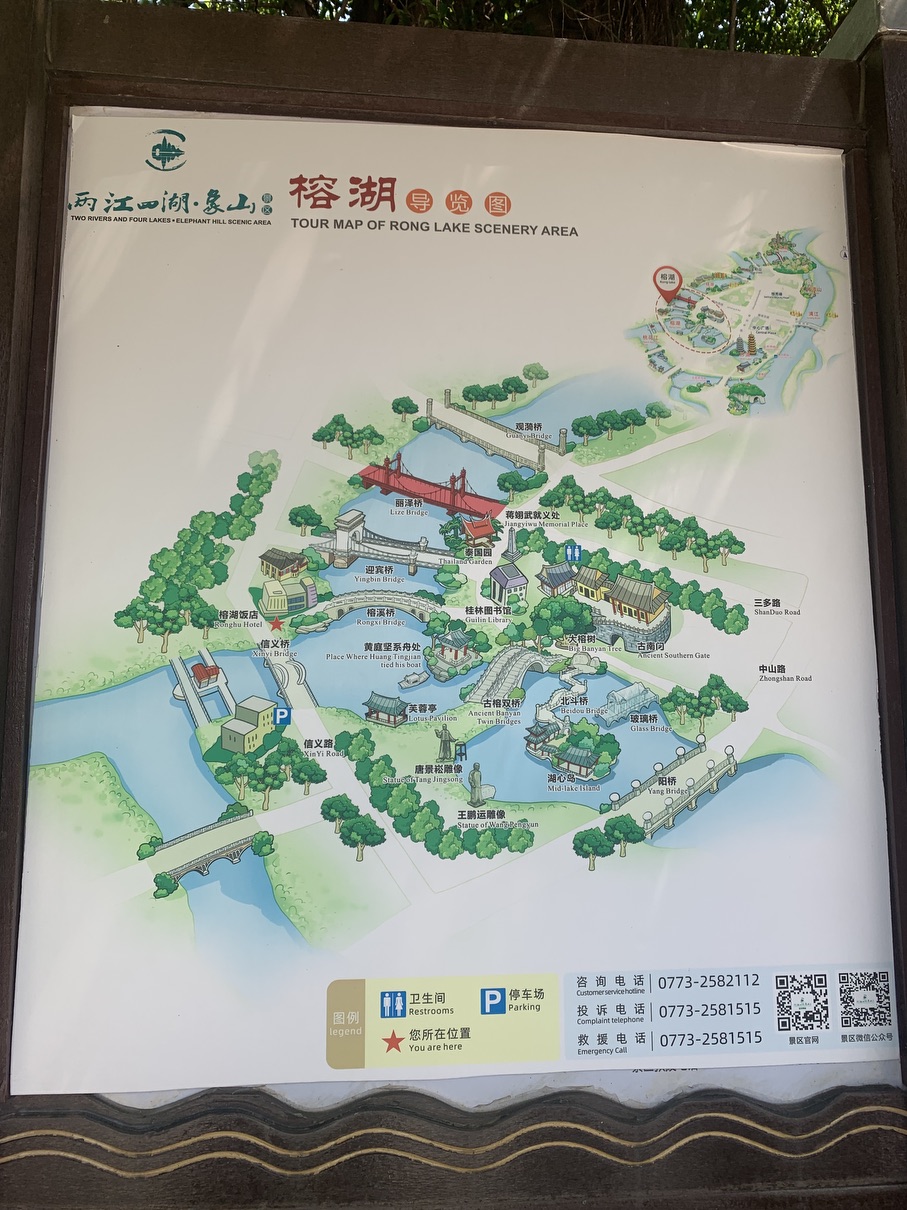 两江四湖·象山景区
TWO RIVERS AND FOUR LAKES • ELEPHANT HILL SCENIC AREA
榕湖导览图
TOUR MAP OF RONG LAKE SCENERY AREA
榕湖
观漪桥
Guanyi Bridge
丽泽桥
Lize Bridge
蒋翊武就义处
Jiangyiwu Memorial Place
泰国园
Thailand Garden
迎宾桥
Yingbin Bridge
榕湖饭店
Ronghu Hotel
榕溪桥
Rongxi Bridge
桂林图书馆
Guilin Library
三多路
ShanDuo Road
信义桥
Xinyi Bridge
黄庭坚系舟处
Place Where Huang Tingjian
tied his boat
大榕树
Big Banyan Tree
古南门
Ancient Southern Gate
中山路
Zhongshan Road
P
芙蓉亭
Lotus Pavilion
古榕双桥
Ancient Banyan
Twin Bridges
北斗桥
Beidou Bridge
玻璃桥
Glass Bridge
信义路
XinYi Road
唐景崧雕像
Statue of Tang Jingsong
湖心岛
Mid-lake Island
阳桥
Yang Bridge
王鹏运雕像
Statue of Wang Pengyun
图例
legend
卫生间
Restrooms
P
停车场
Parking
您所在位置
You are here
咨询电话 0773-2582112
Customer service hotline
投诉电话 0773-2581515
Complaint telephone
救援电话 0773-2581515
Emergency Call
景区官网
景区微信公众号